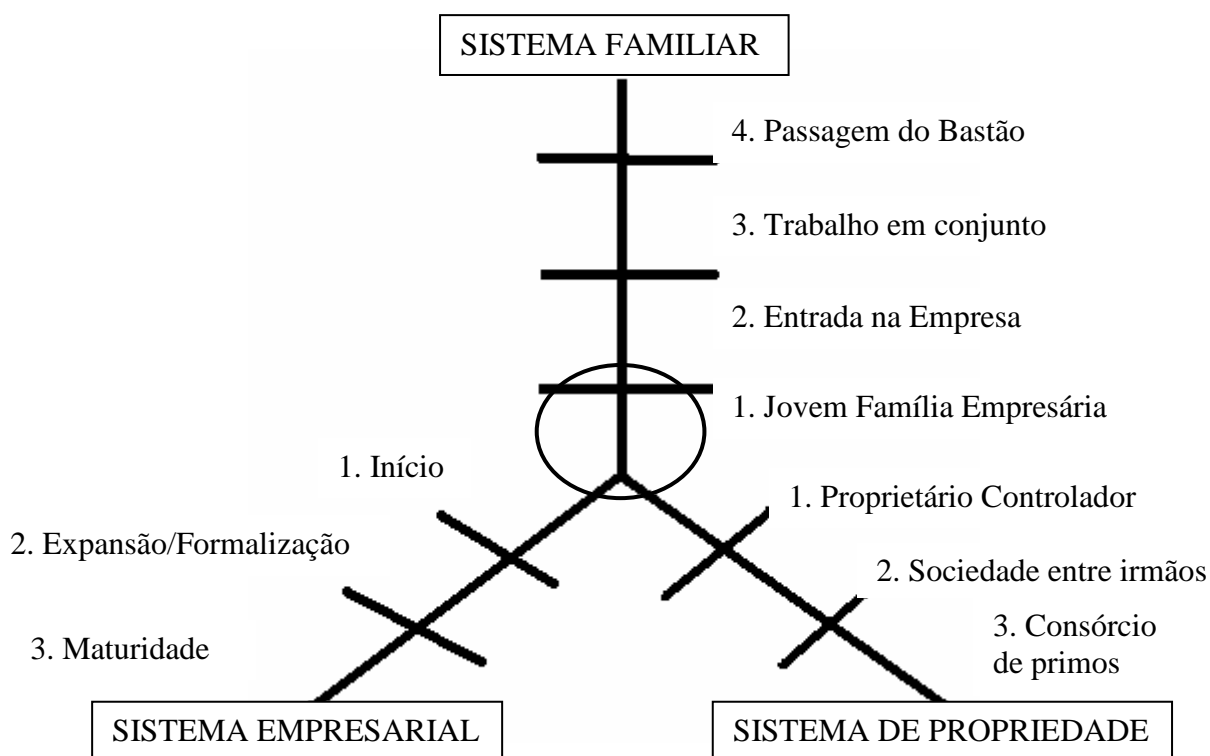 SISTEMA FAMILIAR
4. Passagem do Bastão
3. Trabalho em conjunto
2. Entrada na Empresa
1. Jovem Família Empresária
1. Início
1. Proprietário Controlador
2. Expansão/Formalização
2. Sociedade entre irmãos
3. Maturidade
3. Consórcio
de primos
SISTEMA EMPRESARIAL
SISTEMA DE PROPRIEDADE